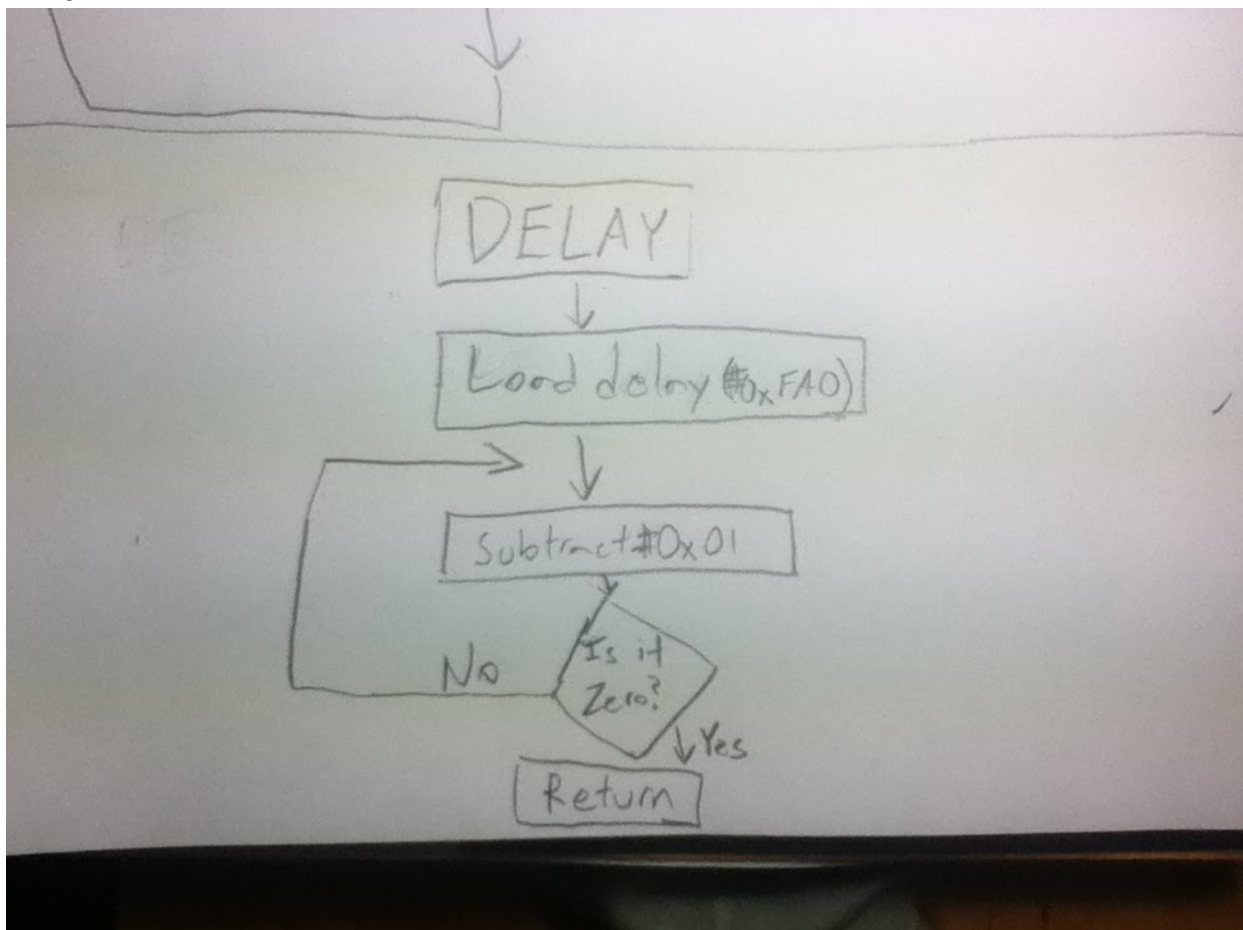 DELAY
Load delay (#0xFA0)
Subtract #0x01
Is it
Zero?
No
Yes
Return